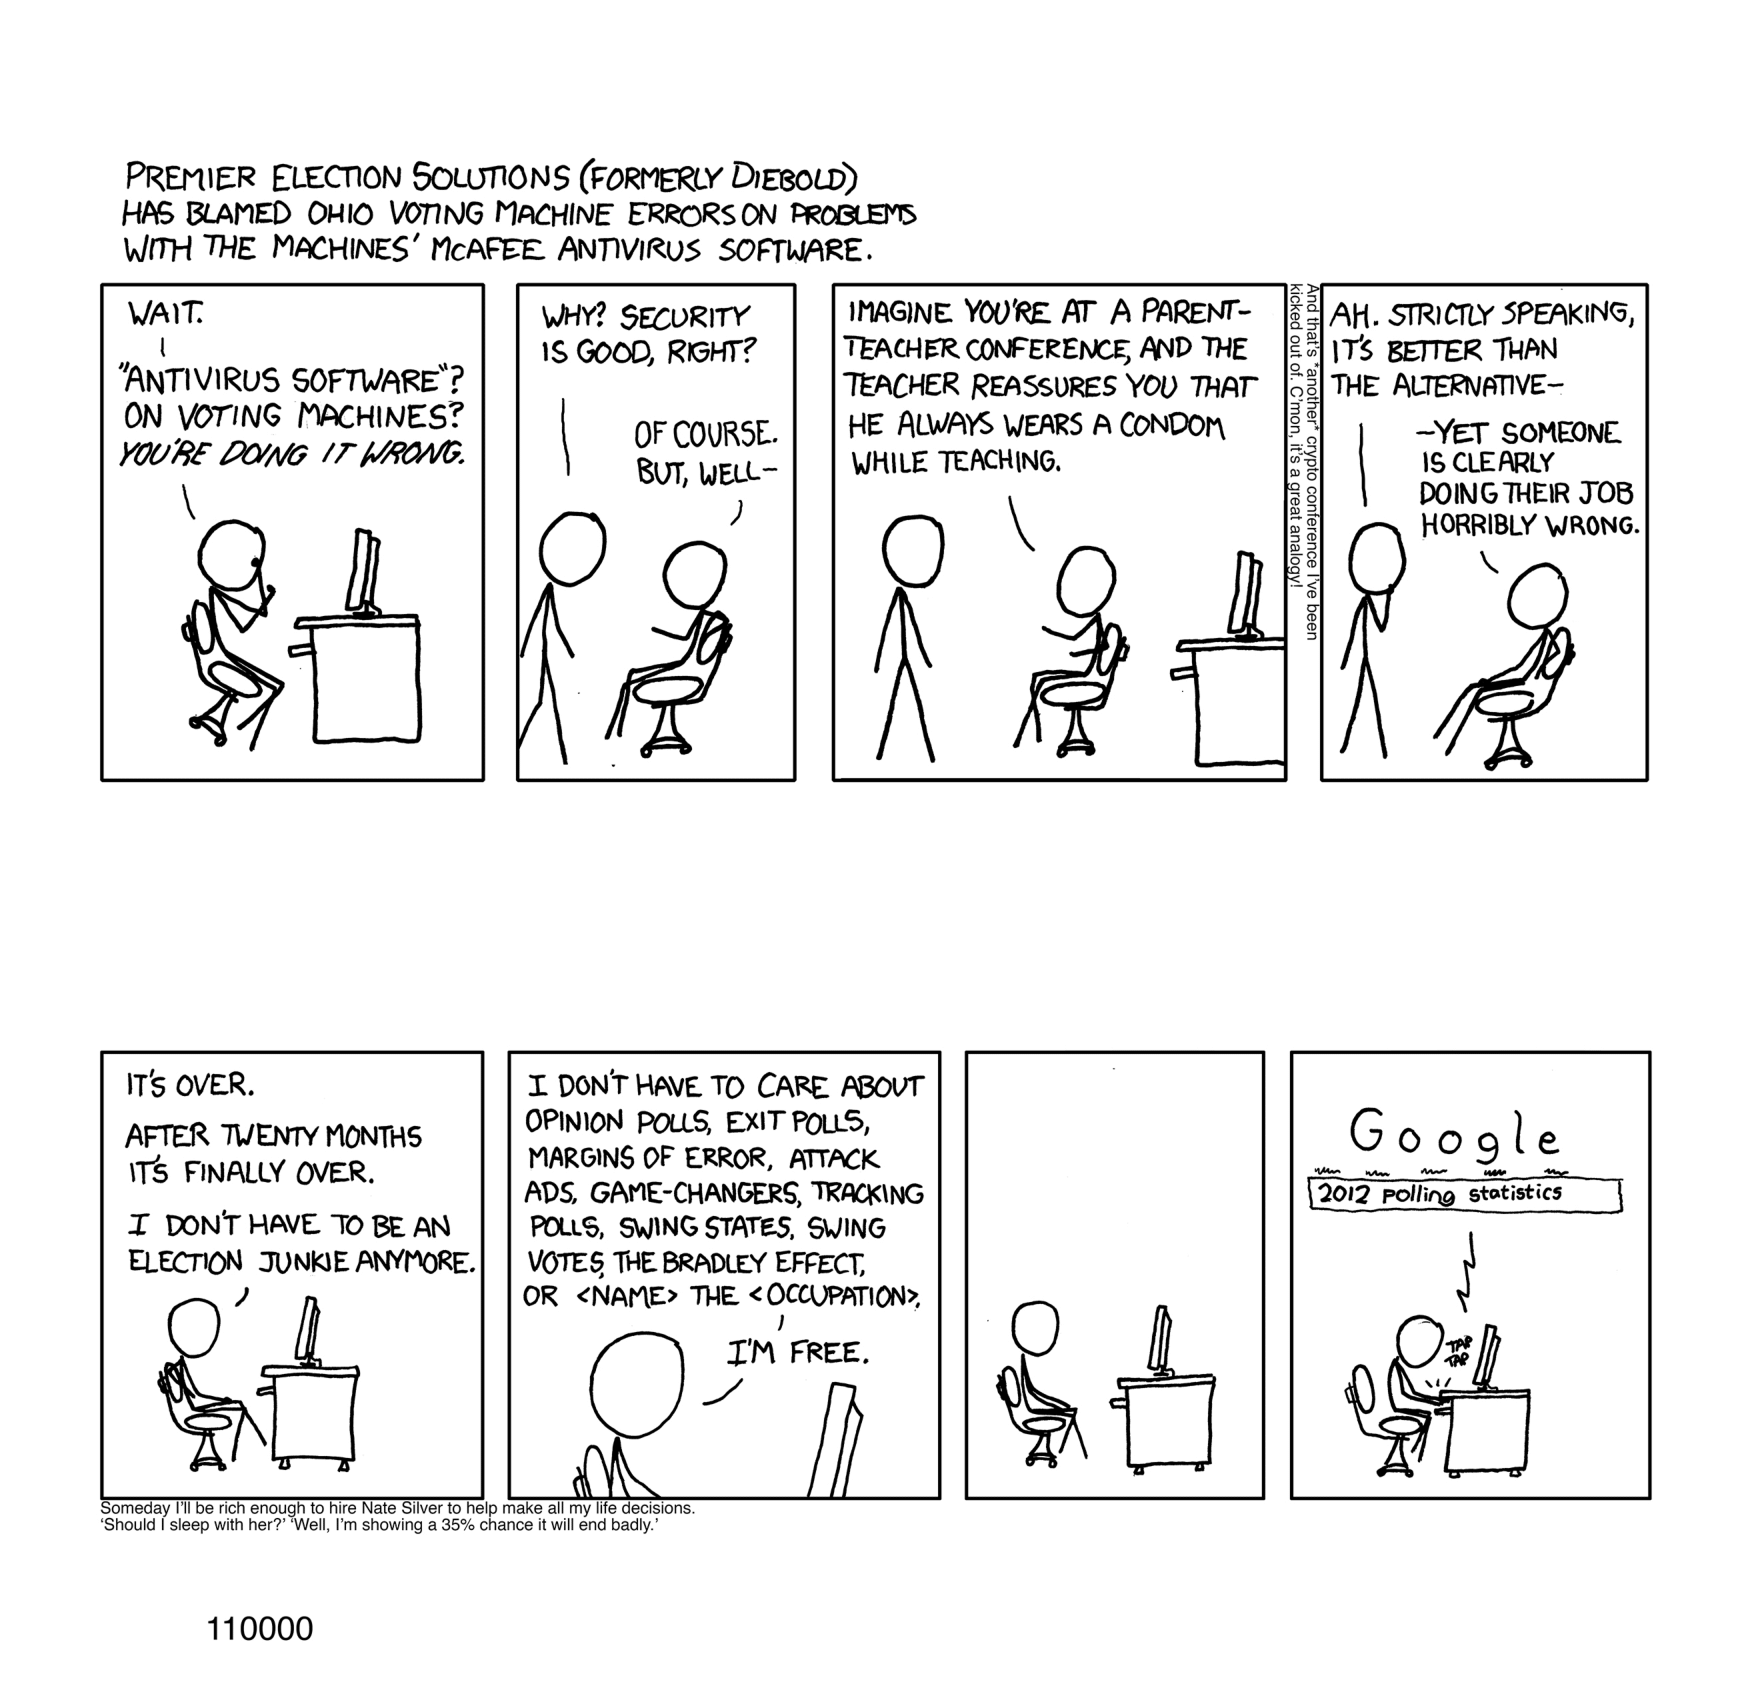 PREMIER ELECTION SOLUTIONS (FORMERLY DIEBOLD)
HAS BLAMED OHIO VOTING MACHINE ERRORS ON PROBLEMS
WITH THE MACHINES' MCAFEE ANTIVIRUS SOFTWARE.
WAIT.
"ANTIVIRUS SOFTWARE"?
ON VOTING MACHINES?
YOU'RE DOING IT WRONG.
WHY? SECURITY
IS GOOD, RIGHT?
OF COURSE.
BUT, WELL—
IMAGINE YOU'RE AT A PARENT-
TEACHER CONFERENCE, AND THE
TEACHER REASSURES YOU THAT
HE ALWAYS WEARS A CONDOM
WHILE TEACHING.
And that's *another* crypto conference I've been
kicked out of. C'mon, it's a great analogy!
AH. STRICTLY SPEAKING,
IT'S BETTER THAN
THE ALTERNATIVE—
—YET SOMEONE
IS CLEARLY
DOING THEIR JOB
HORRIBLY WRONG.
IT'S OVER.
AFTER TWENTY MONTHS
IT'S FINALLY OVER.
I DON'T HAVE TO BE AN
ELECTION JUNKIE ANYMORE.
I DON'T HAVE TO CARE ABOUT
OPINION POLLS, EXIT POLLS,
MARGINS OF ERROR, ATTACK
ADS, GAME-CHANGERS, TRACKING
POLLS, SWING STATES, SWING
VOTES, THE BRADLEY EFFECT,
OR <NAME> THE <OCCUPATION>.
I'M FREE.
Google
2012 polling statistics
TAP
TAP
Someday I'll be rich enough to hire Nate Silver to help make all my life decisions.
'Should I sleep with her?' 'Well, I'm showing a 35% chance it will end badly.'
110000